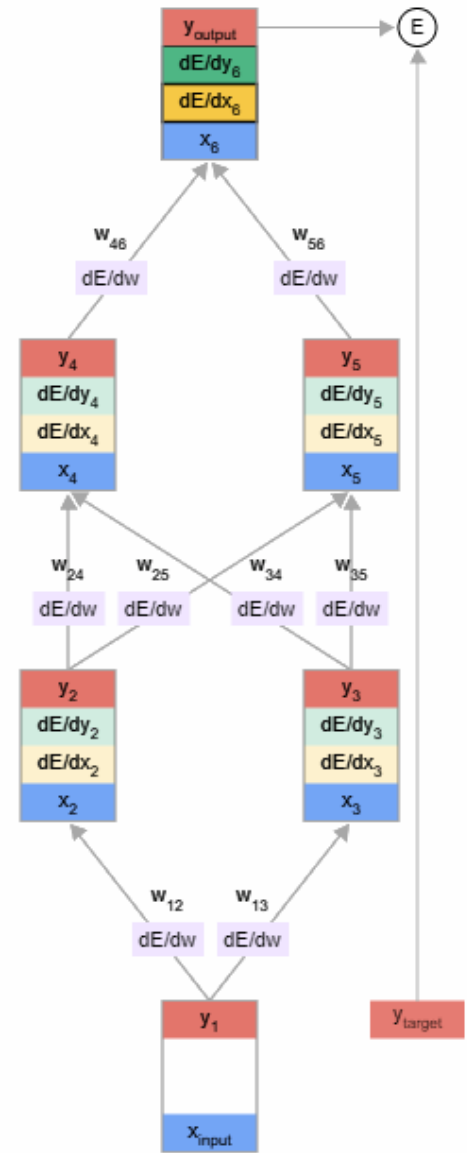 y_output E
dE/dy_6
dE/dx_6
x_6
w_46 w_56
dE/dw dE/dw
y_4 y_5
dE/dy_4 dE/dy_5
dE/dx_4 dE/dx_5
x_4 x_5
w_24 w_25 w_34 w_35
dE/dw dE/dw dE/dw dE/dw
y_2 y_3
dE/dy_2 dE/dy_3
dE/dx_2 dE/dx_3
x_2 x_3
w_12 w_13
dE/dw dE/dw
y_1 y_target
x_input